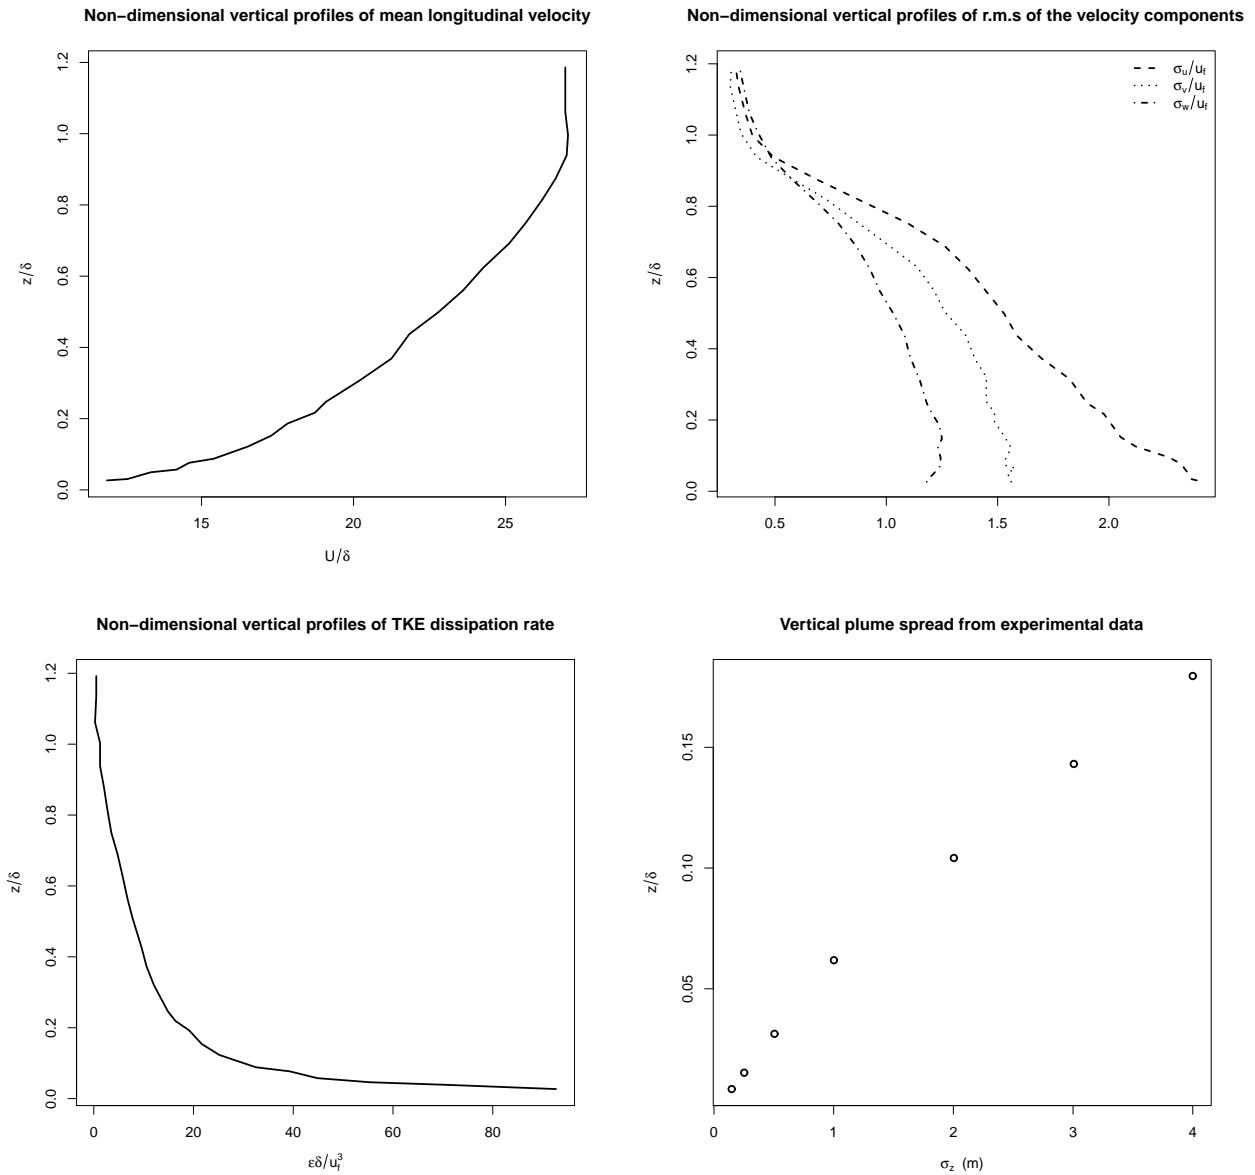 Non−dimensional vertical profiles of mean longitudinal velocity
1.2
1.0
0.8
0.6
0.4
0.2
0.0
z/δ
15 20 25
U/δ
Non−dimensional vertical profiles of r.m.s of the velocity components
σu/uf
σv/uf
σw/uf
1.2
1.0
0.8
0.6
0.4
0.2
0.0
z/δ
0.5 1.0 1.5 2.0
Non−dimensional vertical profiles of TKE dissipation rate
1.2
1.0
0.8
0.6
0.4
0.2
0.0
z/δ
0 20 40 60 80
εδ/uf³
Vertical plume spread from experimental data
0.15
0.10
0.05
z/δ
0 1 2 3 4
σz (m)